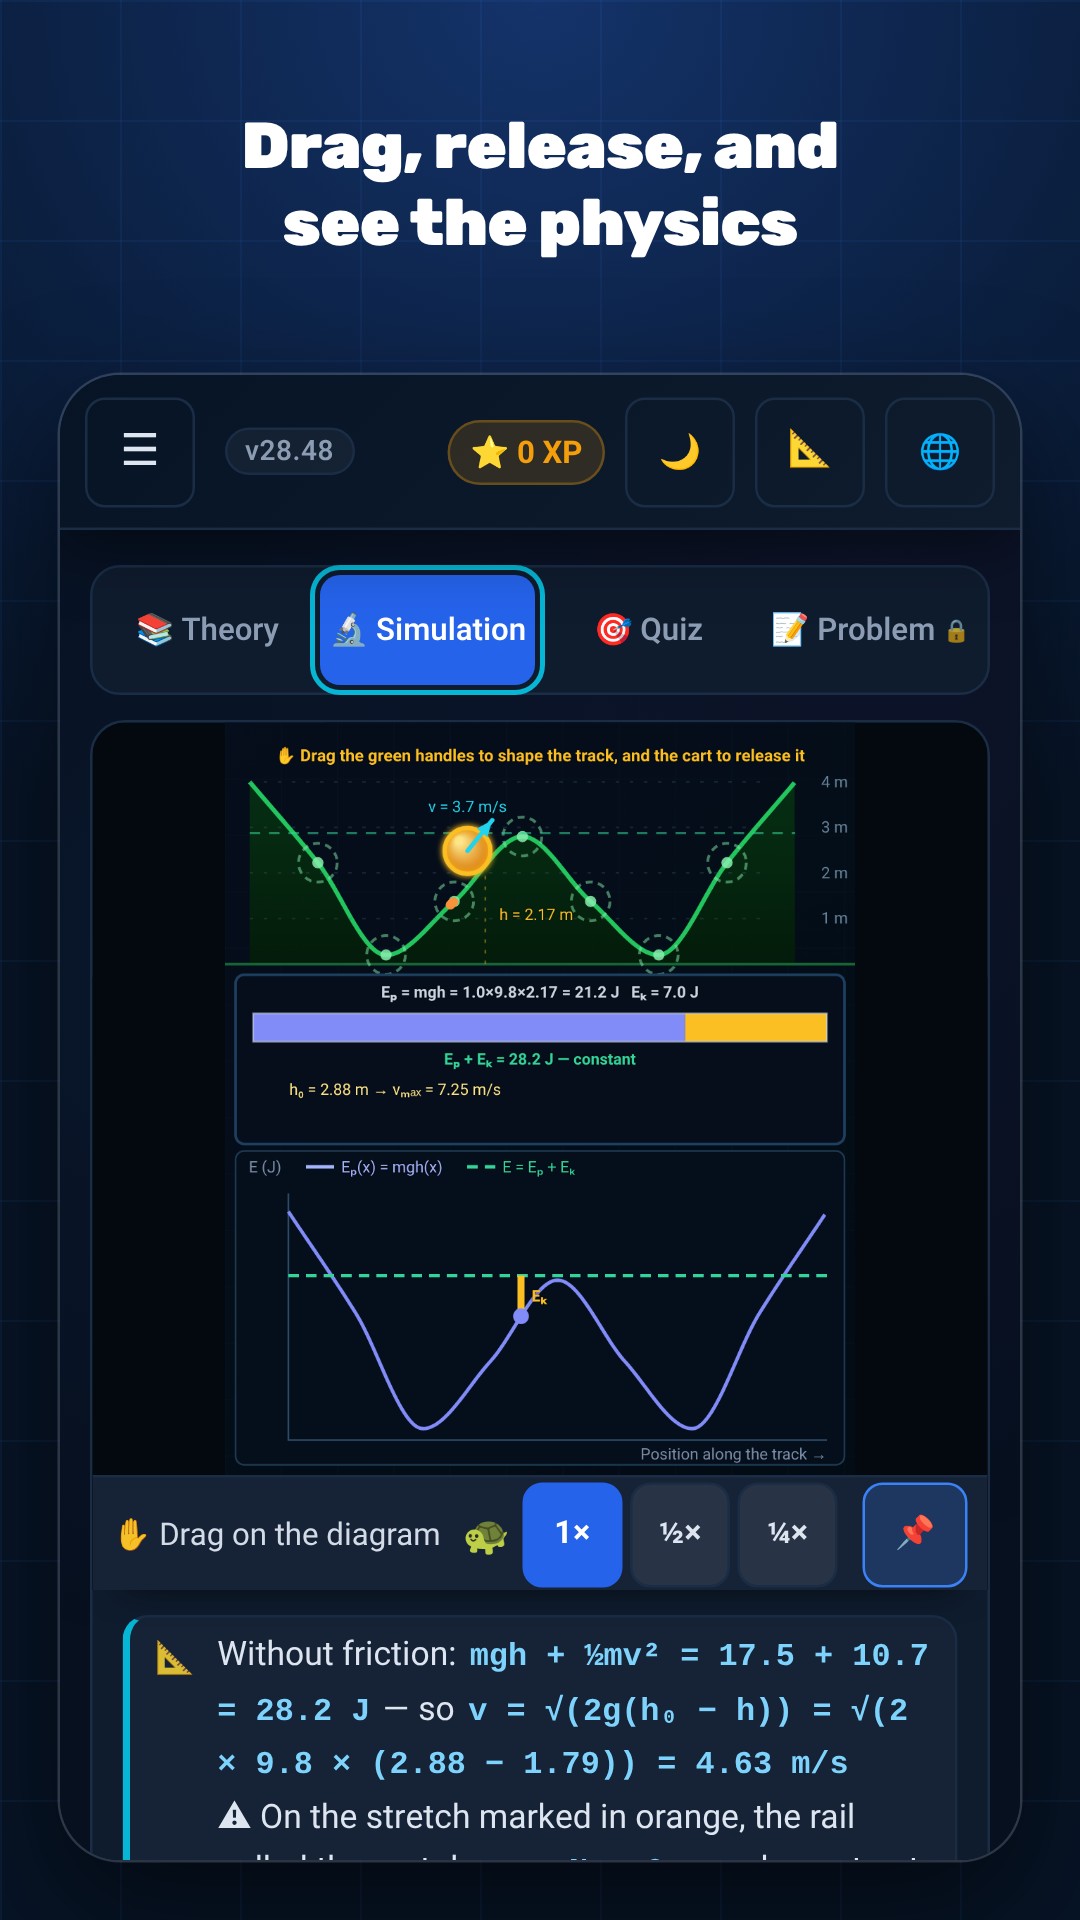 Drag, release, and
see the physics
☰ v28.48 ⭐ 0 XP 🌙 📐 🌐
📚 Theory 🔬 Simulation 🎯 Quiz 📝 Problem 🔒
✋ Drag the green handles to shape the track, and the cart to release it
4 m
v = 3.7 m/s
3 m
2 m
h = 2.17 m
1 m
Eₚ = mgh = 1.0×9.8×2.17 = 21.2 J Eₖ = 7.0 J
Eₚ + Eₖ = 28.2 J — constant
h₀ = 2.88 m → vₘₐₓ = 7.25 m/s
E (J) Eₚ(x) = mgh(x) E = Eₚ + Eₖ
Eₖ
Position along the track →
✋ Drag on the diagram 🐢 1× ½× ¼× 📌
📐 Without friction: mgh + ½mv² = 17.5 + 10.7
= 28.2 J — so v = √(2g(h₀ − h)) = √(2
× 9.8 × (2.88 − 1.79)) = 4.63 m/s
⚠ On the stretch marked in orange, the rail